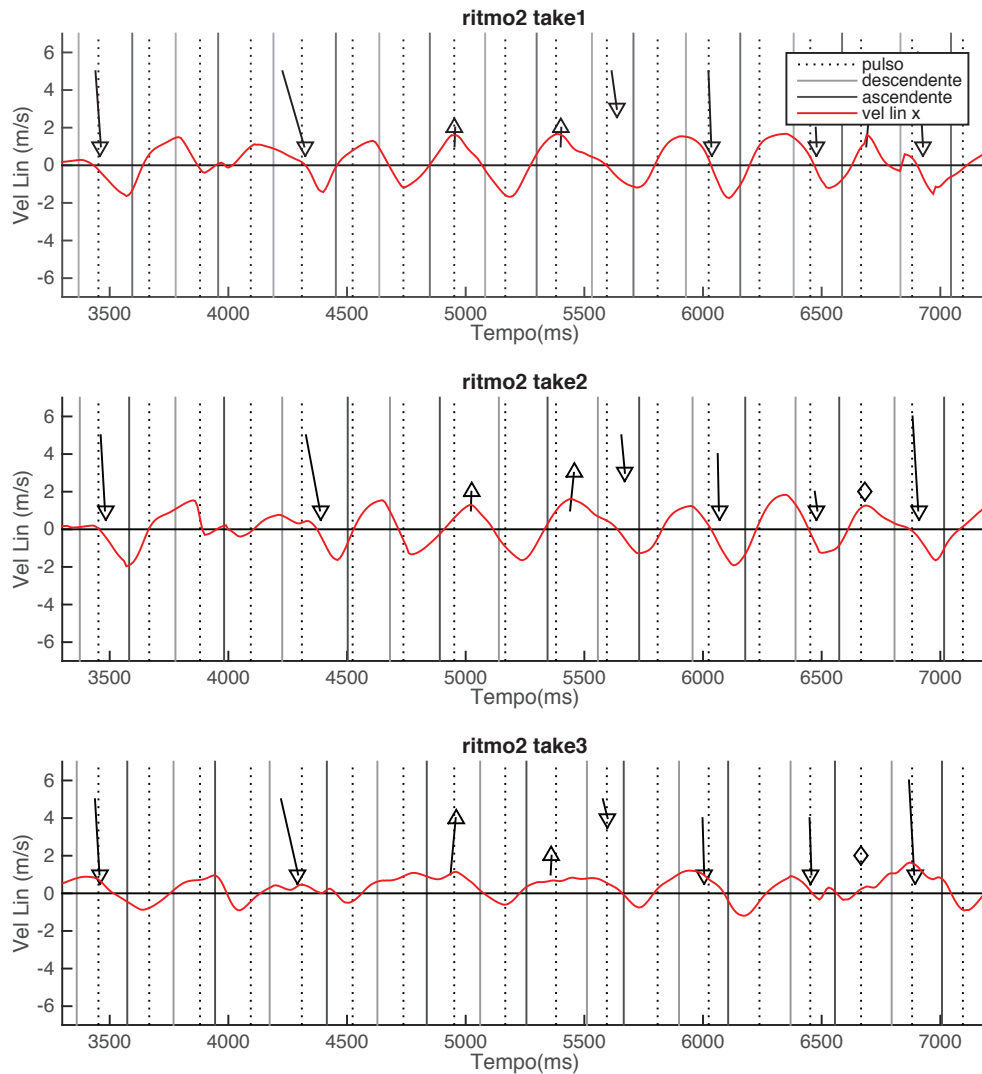 ritmo2 take1
Vel Lin (m/s)
6
4
2
0
-2
-4
-6
pulso
descendente
ascendente
vel lin x
3500 4000 4500 5000 5500 6000 6500 7000
Tempo(ms)
ritmo2 take2
Vel Lin (m/s)
6
4
2
0
-2
-4
-6
3500 4000 4500 5000 5500 6000 6500 7000
Tempo(ms)
ritmo2 take3
Vel Lin (m/s)
6
4
2
0
-2
-4
-6
3500 4000 4500 5000 5500 6000 6500 7000
Tempo(ms)